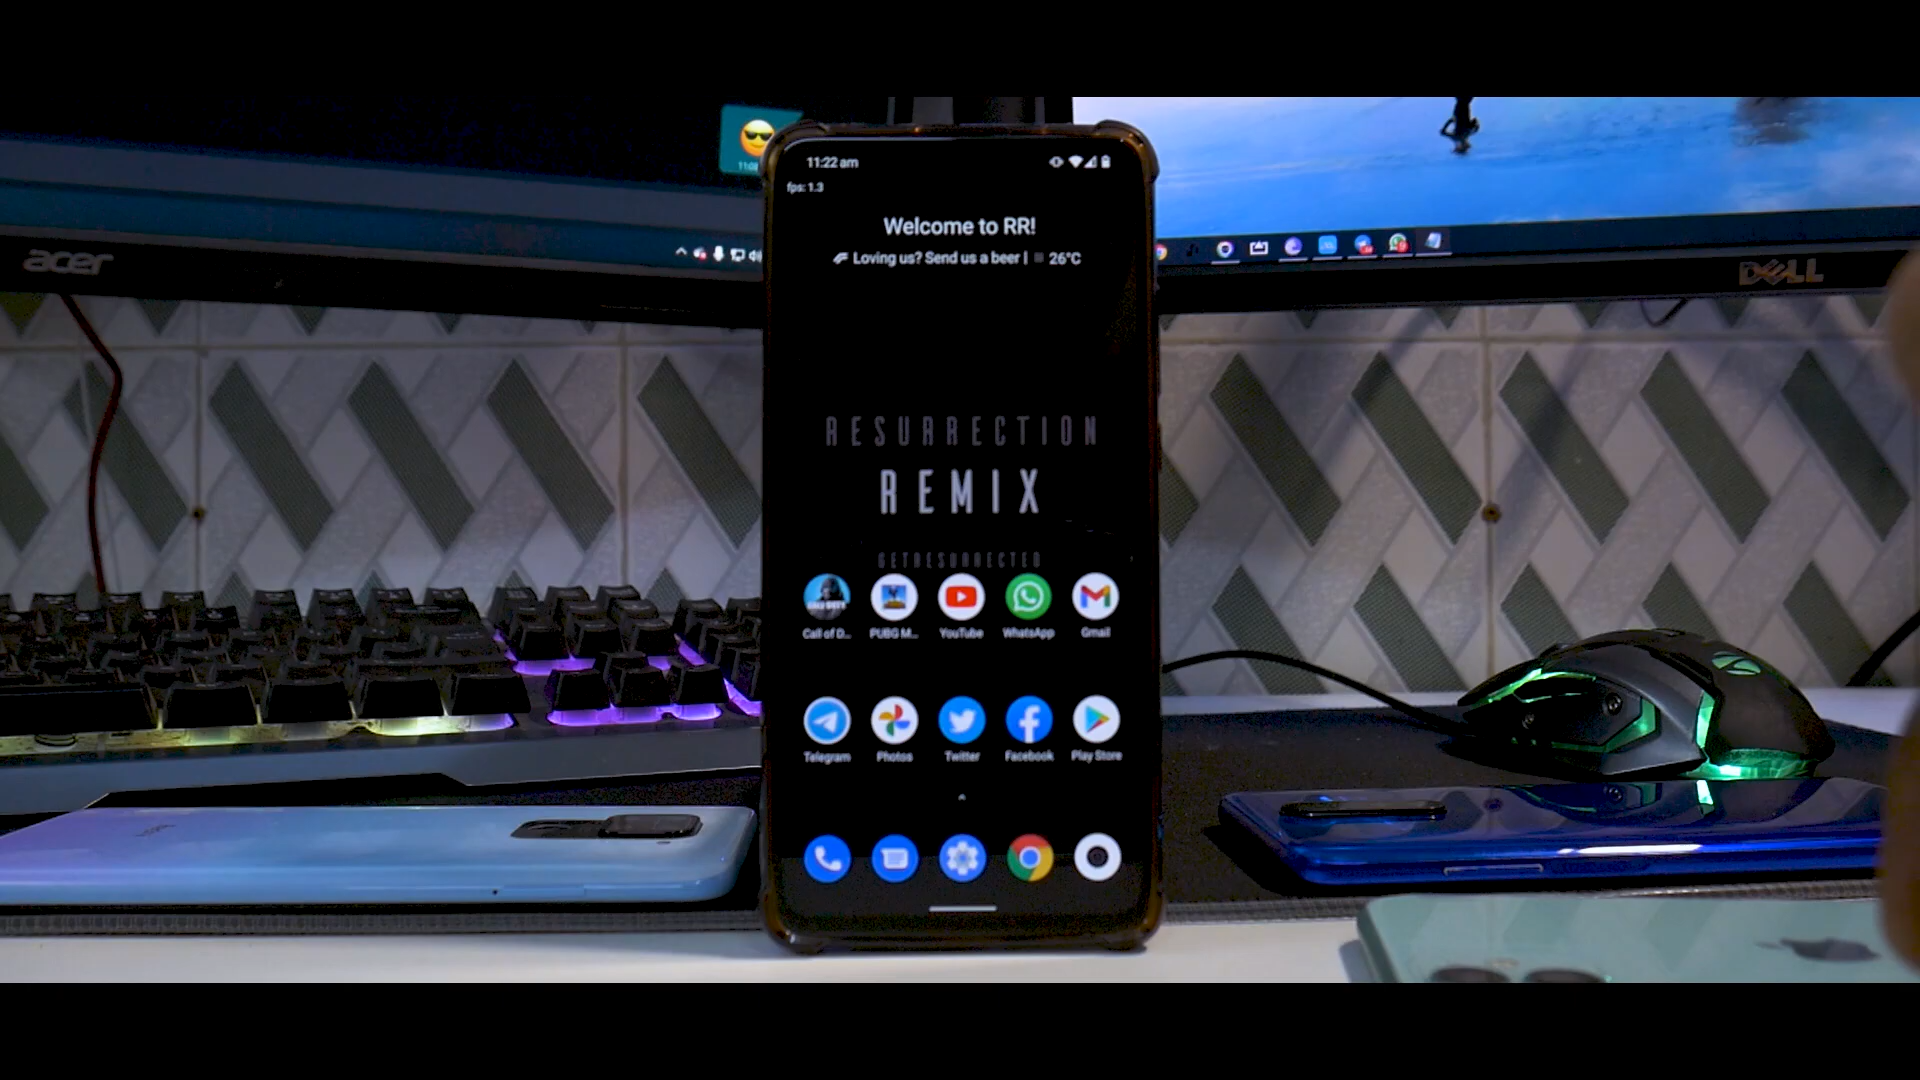 11:22 am
fps: 1.3
Welcome to RR!
Loving us? Send us a beer | 26°C
acer
DELL
RESURRECTION
REMIX
GETRESURRECTED
Call of D...
PUBG M...
YouTube
WhatsApp
Gmail
Telegram
Photos
Twitter
Facebook
Play Store